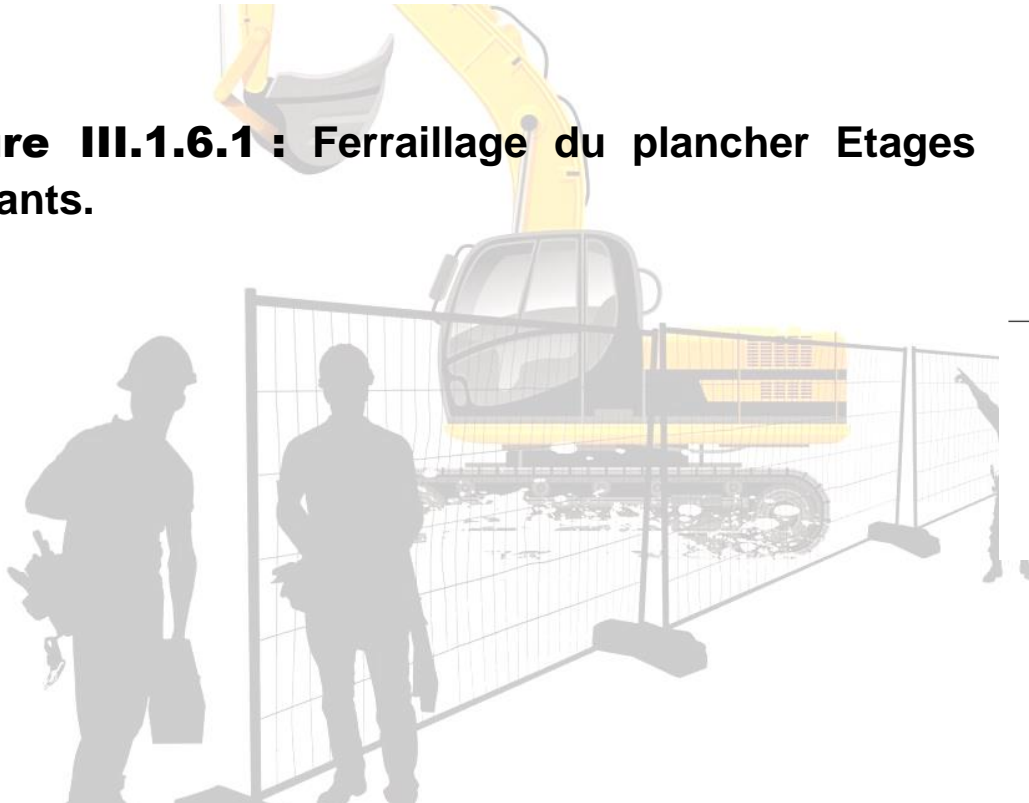 re III.1.6.1 : Ferraillage du plancher Etages
ants.